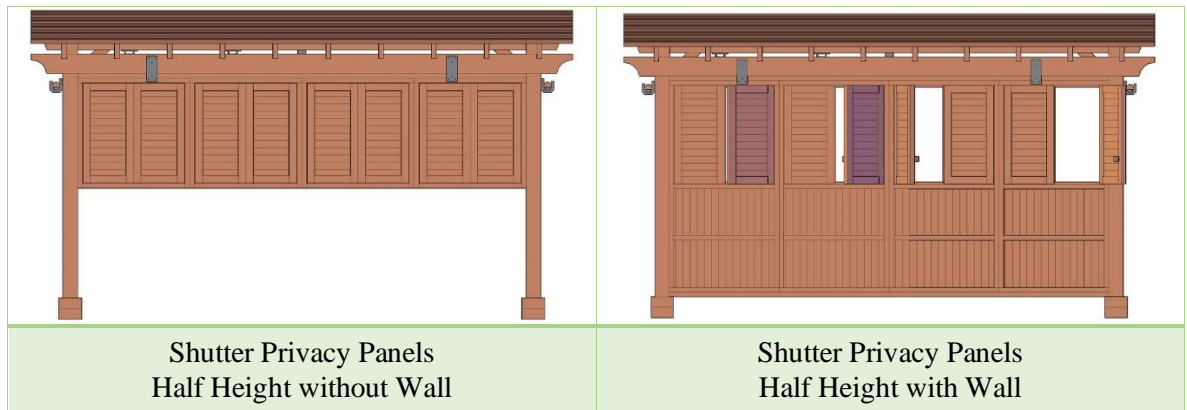 Shutter Privacy Panels
Half Height without Wall
Shutter Privacy Panels
Half Height with Wall